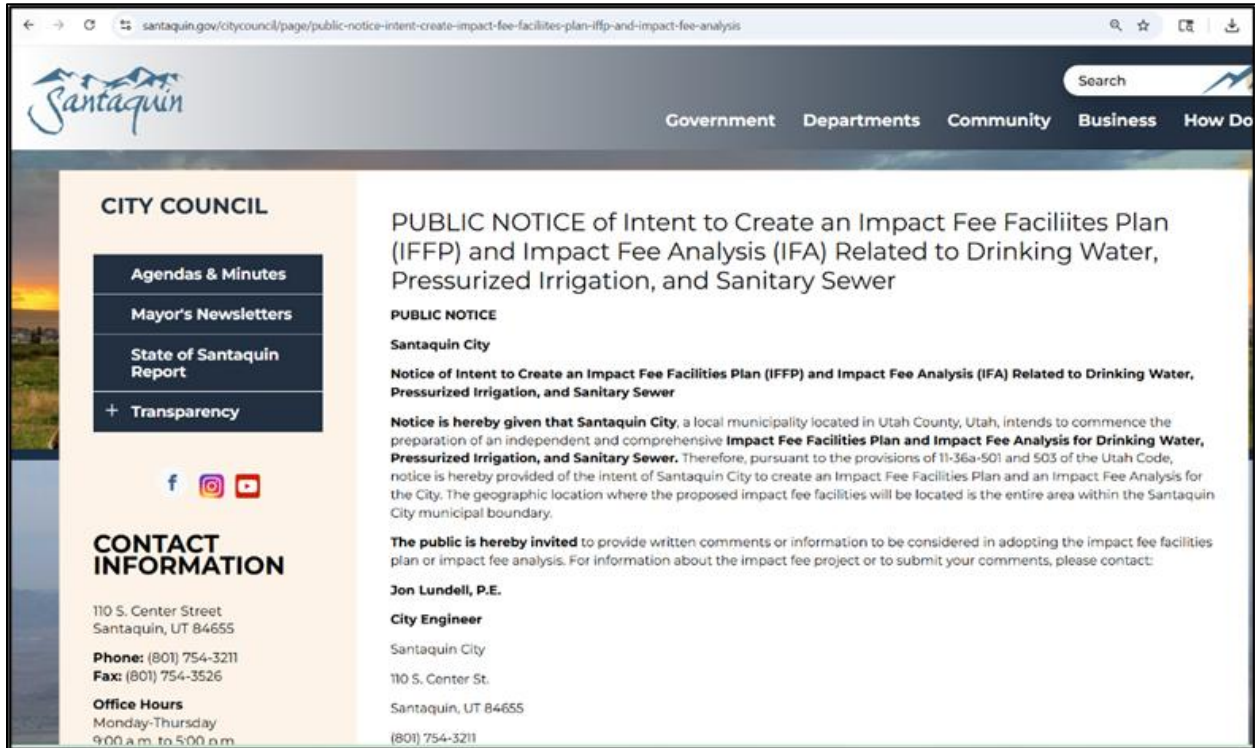 santaquin.gov/citycouncil/page/public-notice-intent-create-impact-fee-faciliites-plan-iffp-and-impact-fee-analysis
Santaquin
Search
Government Departments Community Business How Do
CITY COUNCIL
Agendas & Minutes
Mayor's Newsletters
State of Santaquin
Report
+ Transparency
CONTACT
INFORMATION
110 S. Center Street
Santaquin, UT 84655
Phone: (801) 754-3211
Fax: (801) 754-3526
Office Hours
Monday-Thursday
9:00 a.m. to 5:00 p.m.
PUBLIC NOTICE of Intent to Create an Impact Fee Faciliites Plan
(IFFP) and Impact Fee Analysis (IFA) Related to Drinking Water,
Pressurized Irrigation, and Sanitary Sewer
PUBLIC NOTICE
Santaquin City
Notice of Intent to Create an Impact Fee Facilities Plan (IFFP) and Impact Fee Analysis (IFA) Related to Drinking Water,
Pressurized Irrigation, and Sanitary Sewer
Notice is hereby given that Santaquin City, a local municipality located in Utah County, Utah, intends to commence the
preparation of an independent and comprehensive Impact Fee Facilities Plan and Impact Fee Analysis for Drinking Water,
Pressurized Irrigation, and Sanitary Sewer. Therefore, pursuant to the provisions of 11-36a-501 and 503 of the Utah Code,
notice is hereby provided of the intent of Santaquin City to create an Impact Fee Facilities Plan and an Impact Fee Analysis for
the City. The geographic location where the proposed impact fee facilities will be located is the entire area within the Santaquin
City municipal boundary.
The public is hereby invited to provide written comments or information to be considered in adopting the impact fee facilities
plan or impact fee analysis. For information about the impact fee project or to submit your comments, please contact:
Jon Lundell, P.E.
City Engineer
Santaquin City
110 S. Center St.
Santaquin, UT 84655
(801) 754-3211